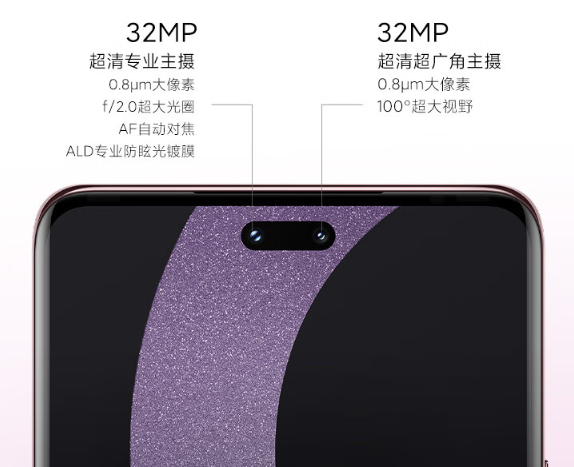 32MP
超清专业主摄
0.8μm大像素
f/2.0超大光圈
AF自动对焦
ALD专业防眩光镀膜
32MP
超清超广角主摄
0.8μm大像素
100°超大视野